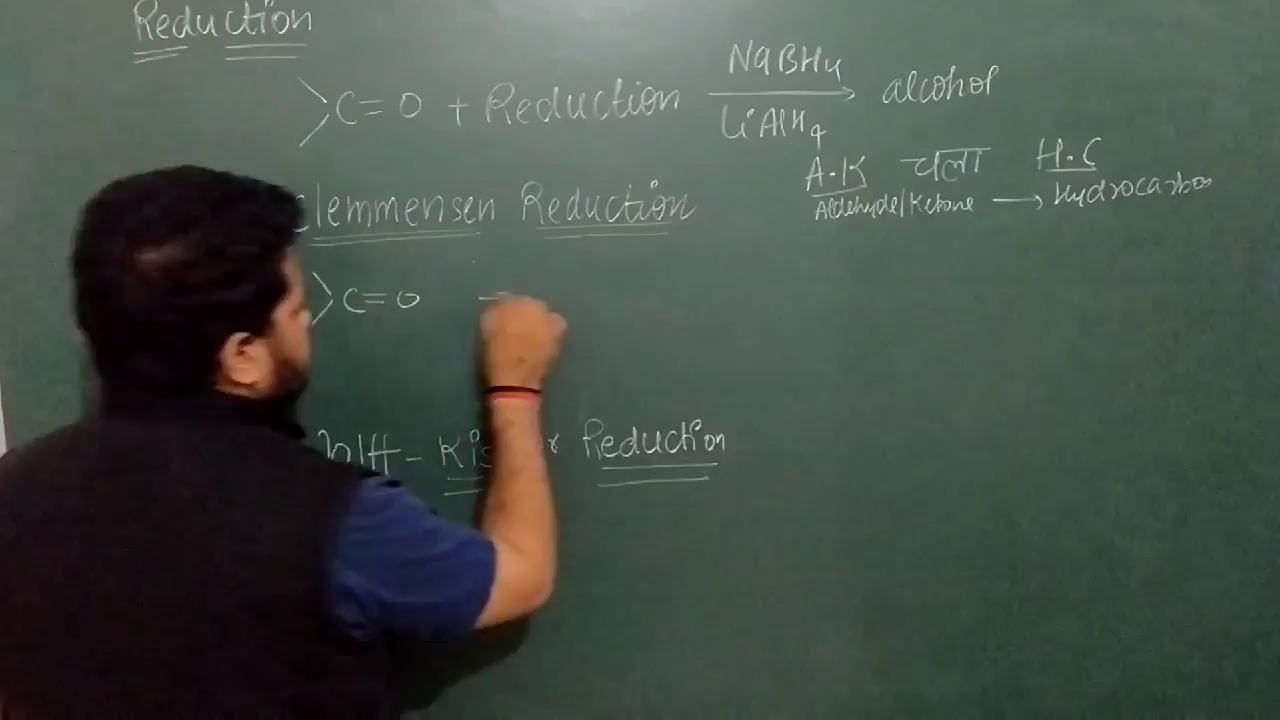 Reduction
>C=O + Reduction NaBH4 LiAlH4 → alcohol
A.K चला H.C
Aldehyde/Ketone → Hydrocarbon
Clemmensen Reduction
>C=O
Reduction